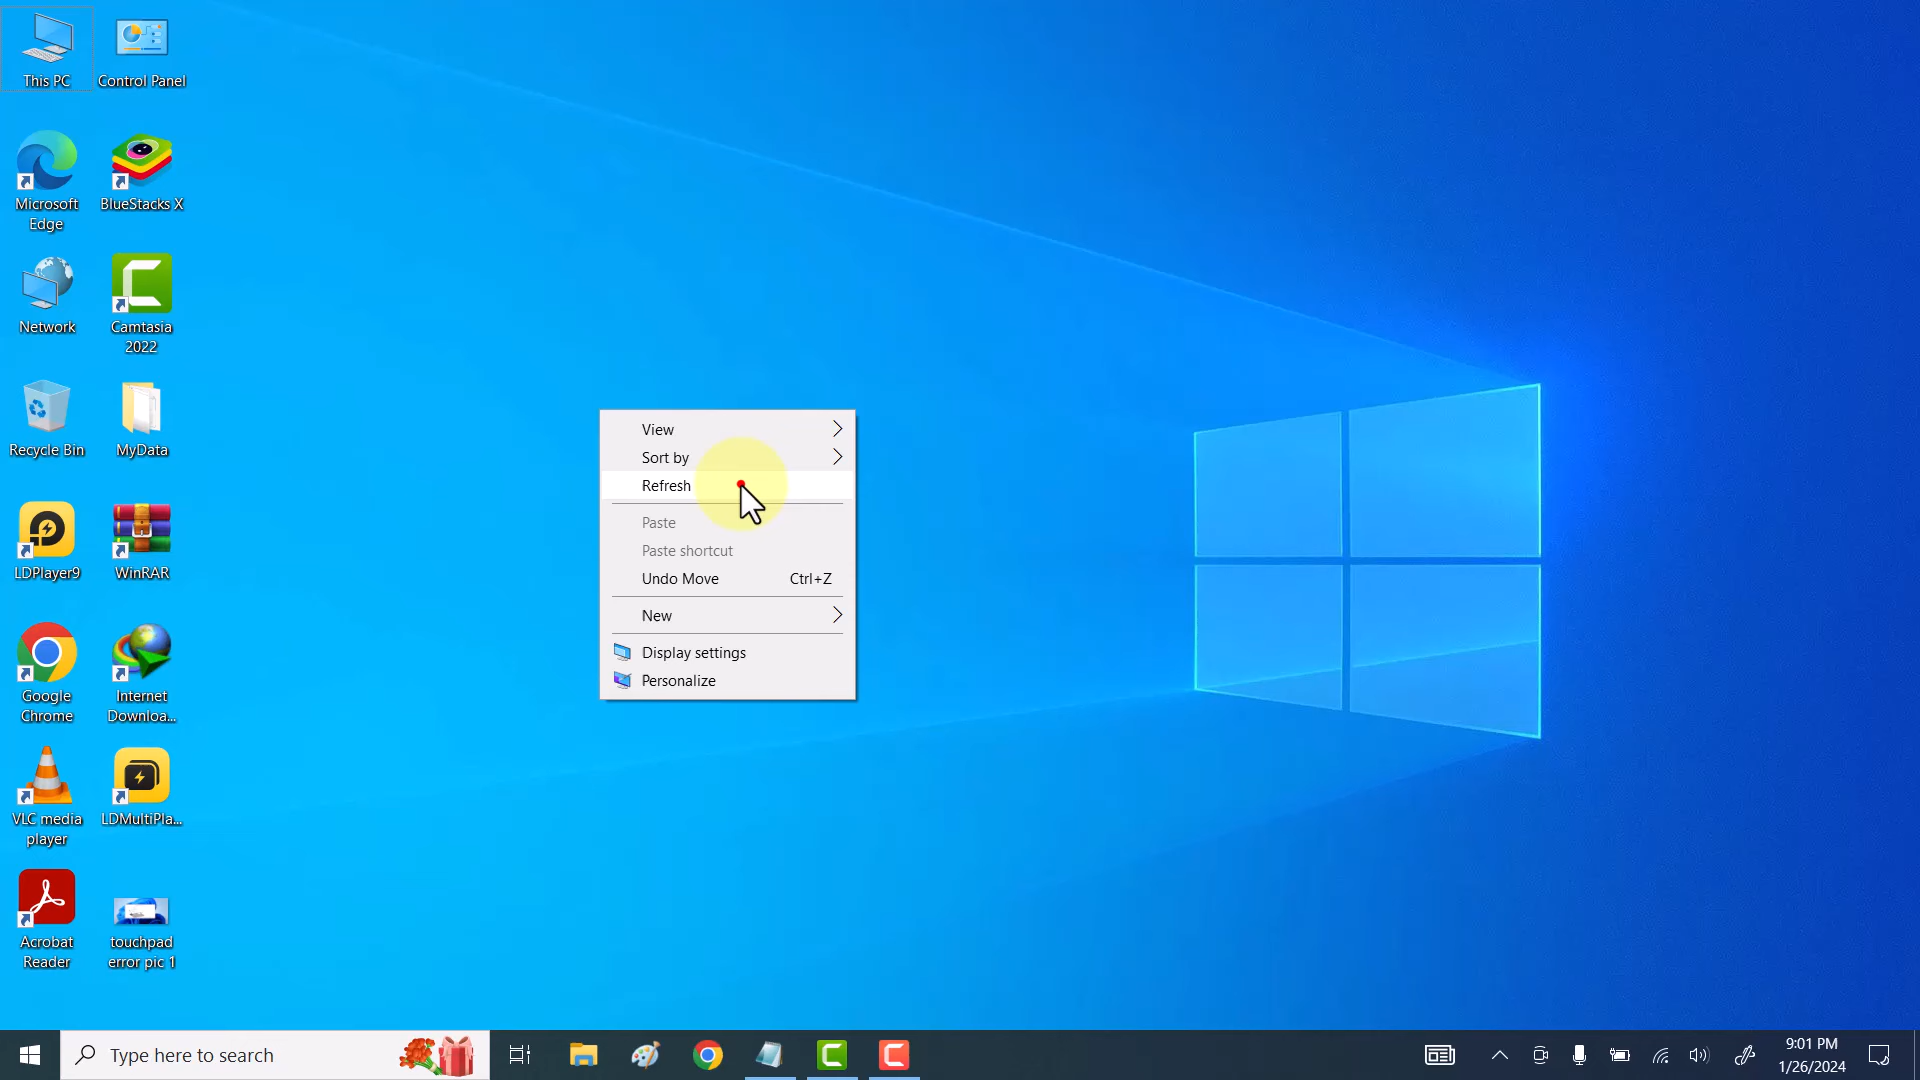 This PC
Control Panel
Microsoft
Edge
BlueStacks X
Network
Camtasia
2022
Recycle Bin
MyData
LDPlayer9
WinRAR
Google
Chrome
Internet
Downloa...
VLC media
player
LDMultiPla...
Acrobat
Reader
touchpad
error pic 1
View
Sort by
Refresh
Paste
Paste shortcut
Undo Move Ctrl+Z
New
Display settings
Personalize
Type here to search
9:01 PM
1/26/2024